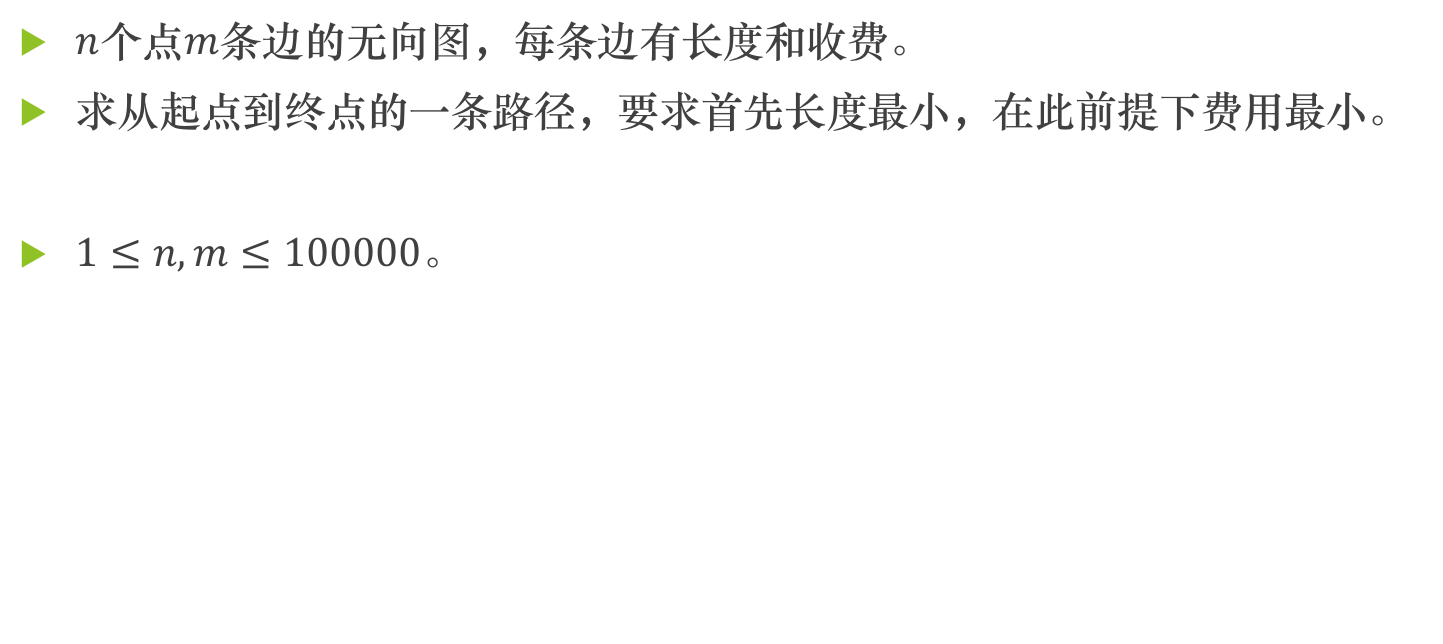 n个点m条边的无向图，每条边有长度和收费。
求从起点到终点的一条路径，要求首先长度最小，在此前提下费用最小。
1 ≤ n, m ≤ 100000。